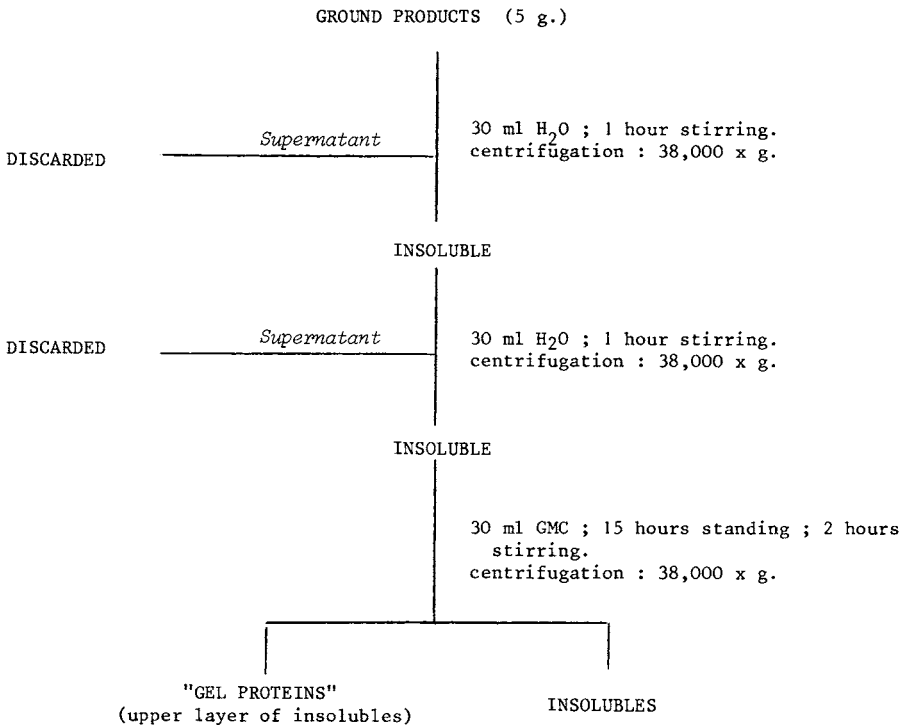 GROUND PRODUCTS (5 g.)
Supernatant
30 ml H2O ; 1 hour stirring.
centrifugation : 38,000 x g.
DISCARDED
INSOLUBLE
Supernatant
30 ml H2O ; 1 hour stirring.
centrifugation : 38,000 x g.
DISCARDED
INSOLUBLE
30 ml GMC ; 15 hours standing ; 2 hours
stirring.
centrifugation : 38,000 x g.
"GEL PROTEINS"
(upper layer of insolubles)
INSOLUBLES